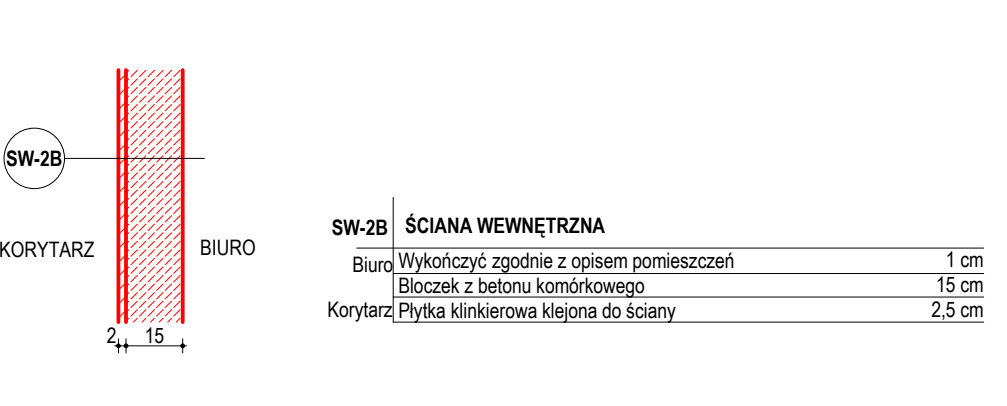 SW-2B
KORYTARZ
BIURO
2 15
SW-2B ŚCIANA WEWNĘTRZNA
Biuro Wykończyć zgodnie z opisem pomieszczeń 1 cm
Bloczek z betonu komórkowego 15 cm
Korytarz Płytka klinkierowa klejona do ściany 2,5 cm